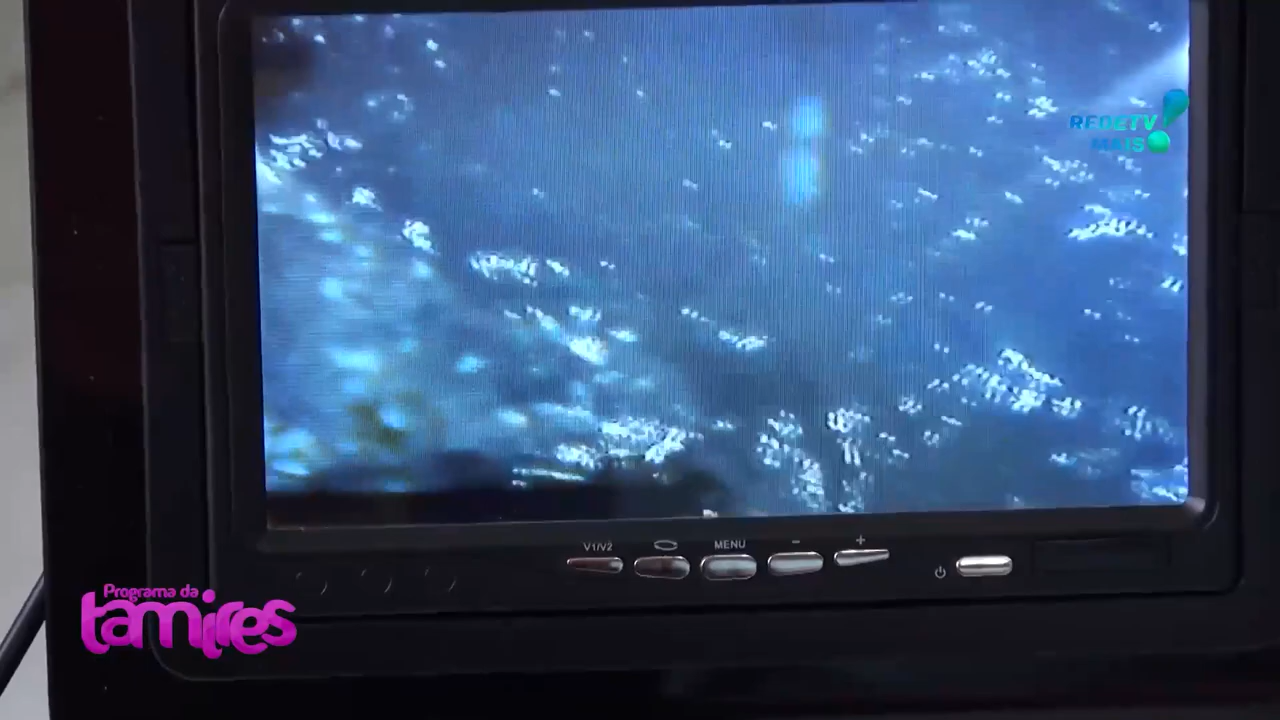 REDETV!
MAIS
V1/V2
MENU
-
+
Programa da
tamires